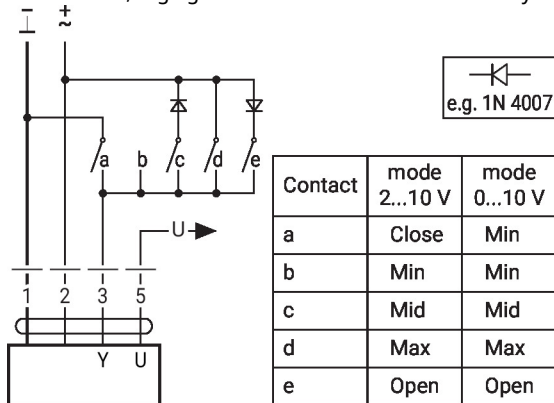 − +
⊥ ~
e.g. 1N 4007
a b c d e
U
1 2 3 5
Y U
Contact mode 2...10 V mode 0...10 V
a Close Min
b Min Min
c Mid Mid
d Max Max
e Open Open